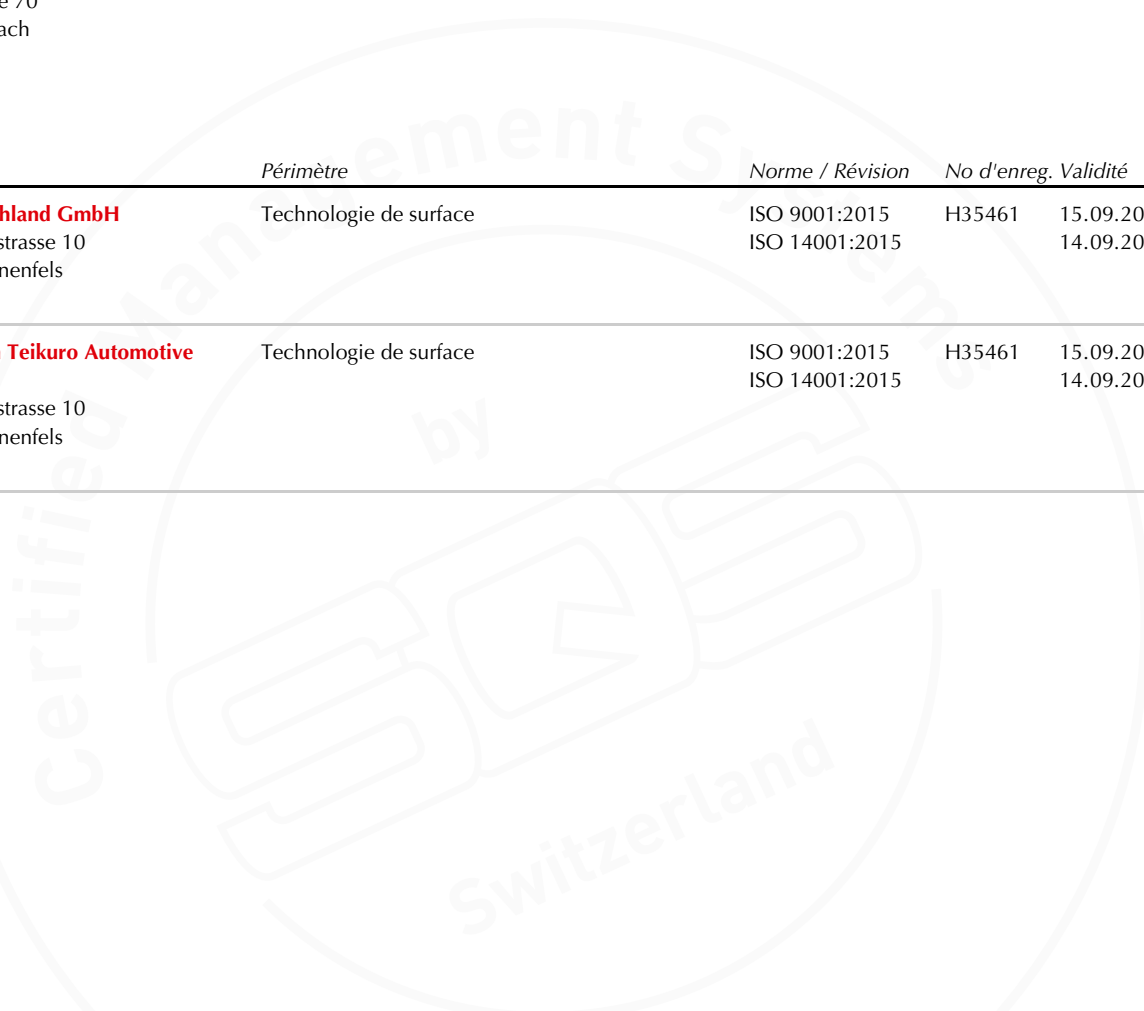 e 70
ach
Périmètre Norme / Révision No d'enreg. Validité
hland GmbH Technologie de surface ISO 9001:2015 H35461 15.09.20
strasse 10 ISO 14001:2015 14.09.20
nenfels
Teikuro Automotive Technologie de surface ISO 9001:2015 H35461 15.09.20
ISO 14001:2015 14.09.20
strasse 10
nenfels
Certified Management Systems
by
SQS
Switzerland